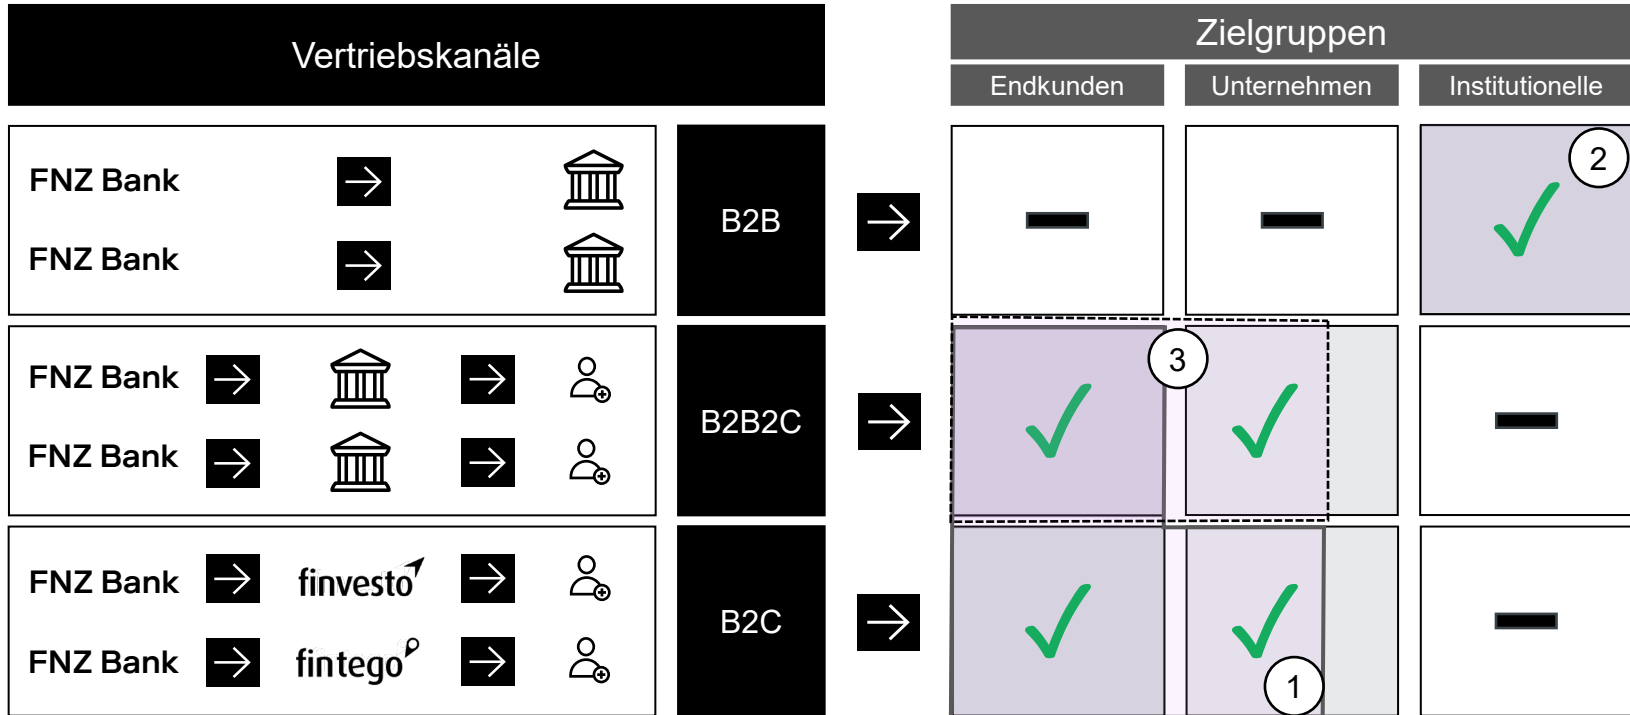 Vertriebskanäle
Zielgruppen
Endkunden
Unternehmen
Institutionelle
FNZ Bank
FNZ Bank
B2B
2
FNZ Bank
FNZ Bank
B2B2C
3
FNZ Bank
finvesto
FNZ Bank
fintego
B2C
1